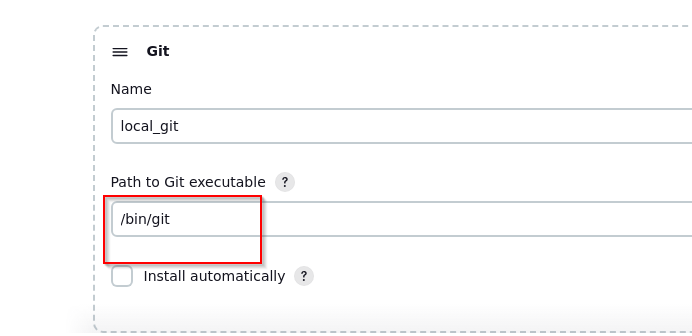 Git
Name
local_git
Path to Git executable ?
/bin/git
Install automatically ?